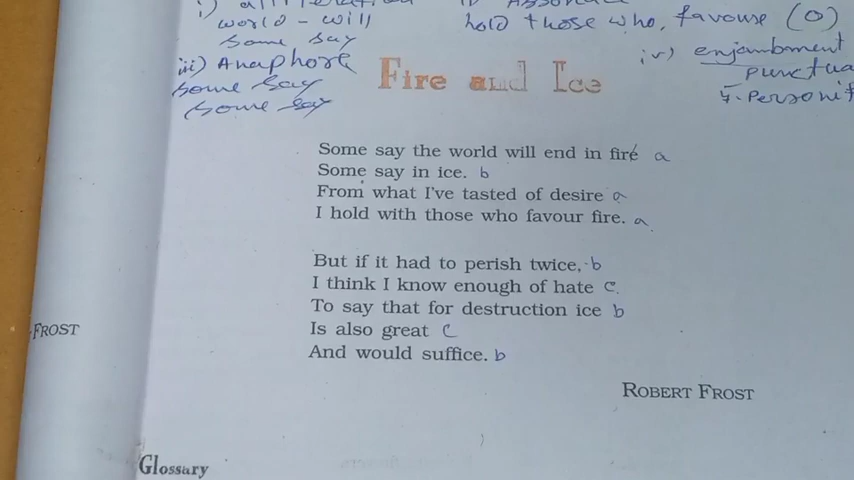 i) alliteration
world - will
some say
iii) Anaphore
some say
some say
hold those who, favouse (O)
iv) enjambment
punctua
Personif
Fire and Ice
Some say the world will end in fire a
Some say in ice. b
From what I've tasted of desire a
I hold with those who favour fire. a
But if it had to perish twice, b
I think I know enough of hate c
To say that for destruction ice b
Is also great c
And would suffice. b
ROBERT FROST
FROST
Glossary